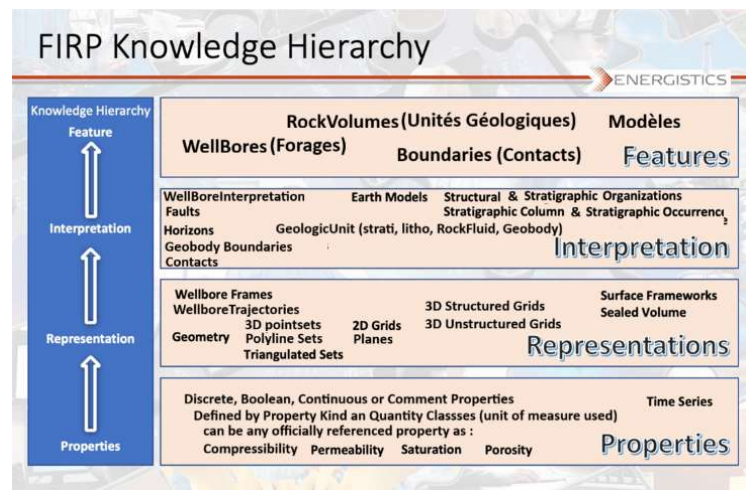 FIRP Knowledge Hierarchy
ENERGISTICS
Knowledge Hierarchy
Feature
Interpretation
Representation
Properties
RockVolumes (Unités Géologiques) Modèles
WellBores (Forages)
Boundaries (Contacts)
Features
WellBoreInterpretation Earth Models Structural & Stratigraphic Organizations
Faults Stratigraphic Column & Stratigraphic Occurrence,
Horizons GeologicUnit (strati, litho, RockFluid, Geobody)
Geobody Boundaries
Contacts
Interpretation
Wellbore Frames
WellboreTrajectories
Geometry
3D pointsets
Polyline Sets
Triangulated Sets
2D Grids
Planes
3D Structured Grids
3D Unstructured Grids
Surface Frameworks
Sealed Volume
Representations
Discrete, Boolean, Continuous or Comment Properties
Time Series
Defined by Property Kind an Quantity Classses (unit of measure used)
can be any officially referenced property as :
Compressibility Permeability Saturation Porosity
Properties